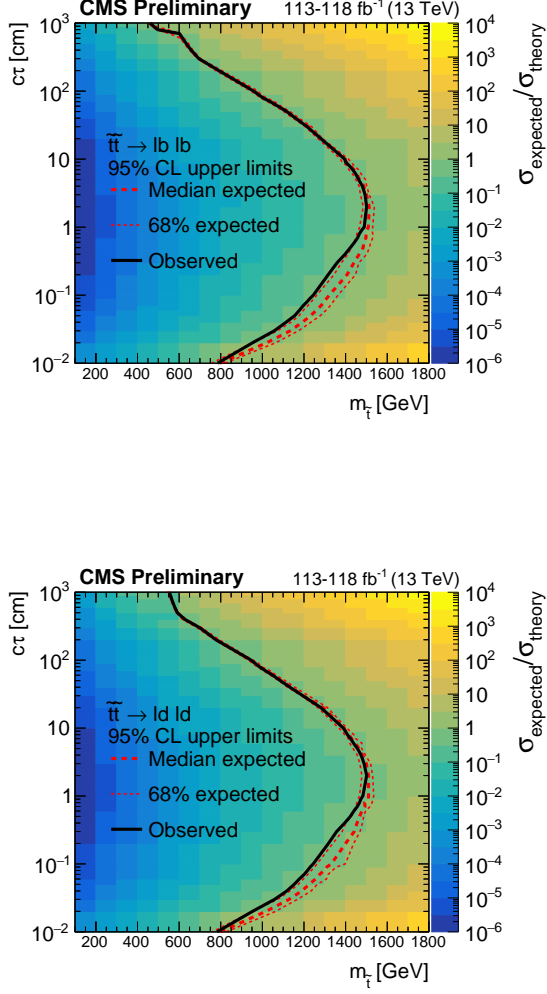 CMS Preliminary 113-118 fb⁻¹ (13 TeV)
cτ [cm]
10³
10²
10
1
10⁻¹
10⁻²
t̃t̃ → lb lb
95% CL upper limits
Median expected
68% expected
Observed
200 400 600 800 1000 1200 1400 1600 1800
m_t̃ [GeV]
10⁴
10³
10²
10
1
10⁻¹
10⁻²
10⁻³
10⁻⁴
10⁻⁵
10⁻⁶
σ_expected/σ_theory
CMS Preliminary 113-118 fb⁻¹ (13 TeV)
cτ [cm]
10³
10²
10
1
10⁻¹
10⁻²
t̃t̃ → ld ld
95% CL upper limits
Median expected
68% expected
Observed
200 400 600 800 1000 1200 1400 1600 1800
m_t̃ [GeV]
10⁴
10³
10²
10
1
10⁻¹
10⁻²
10⁻³
10⁻⁴
10⁻⁵
10⁻⁶
σ_expected/σ_theory